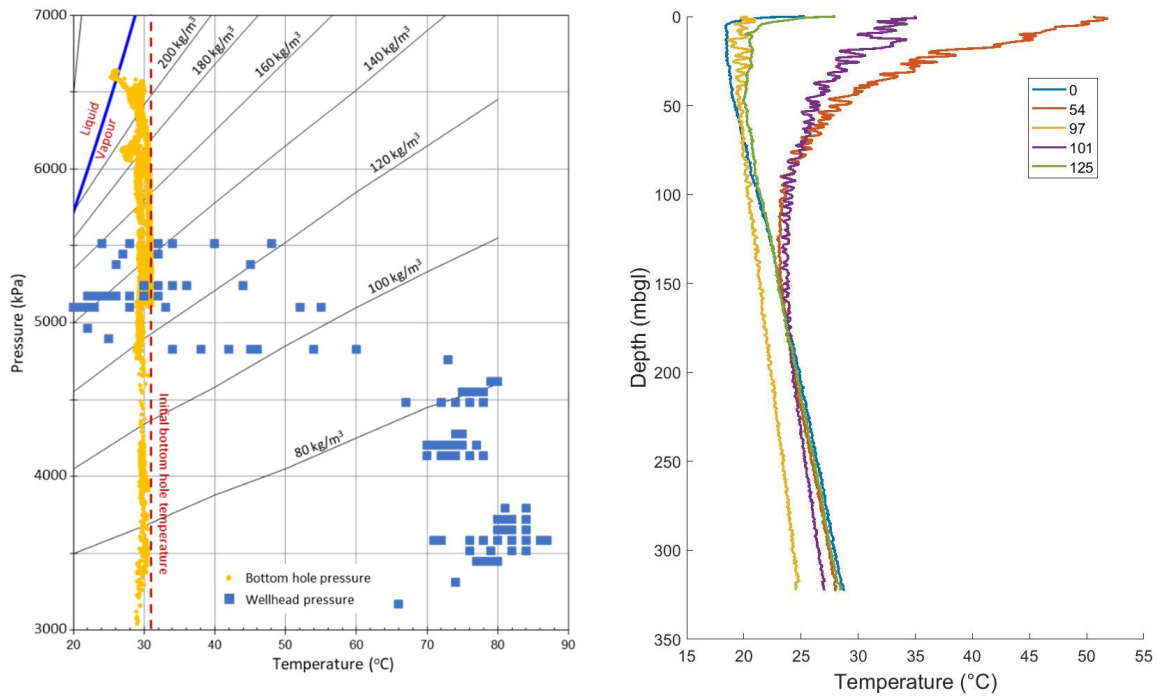 7000
6000
5000
4000
3000
Pressure (kPa)
20 30 40 50 60 70 80 90
Temperature (°C)
Liquid
Vapour
200 kg/m³
180 kg/m³
160 kg/m³
140 kg/m³
120 kg/m³
100 kg/m³
80 kg/m³
Initial bottom hole temperature
Bottom hole pressure
Wellhead pressure
0
50
100
150
200
250
300
350
Depth (mbgl)
15 20 25 30 35 40 45 50 55
Temperature (°C)
0
54
97
101
125